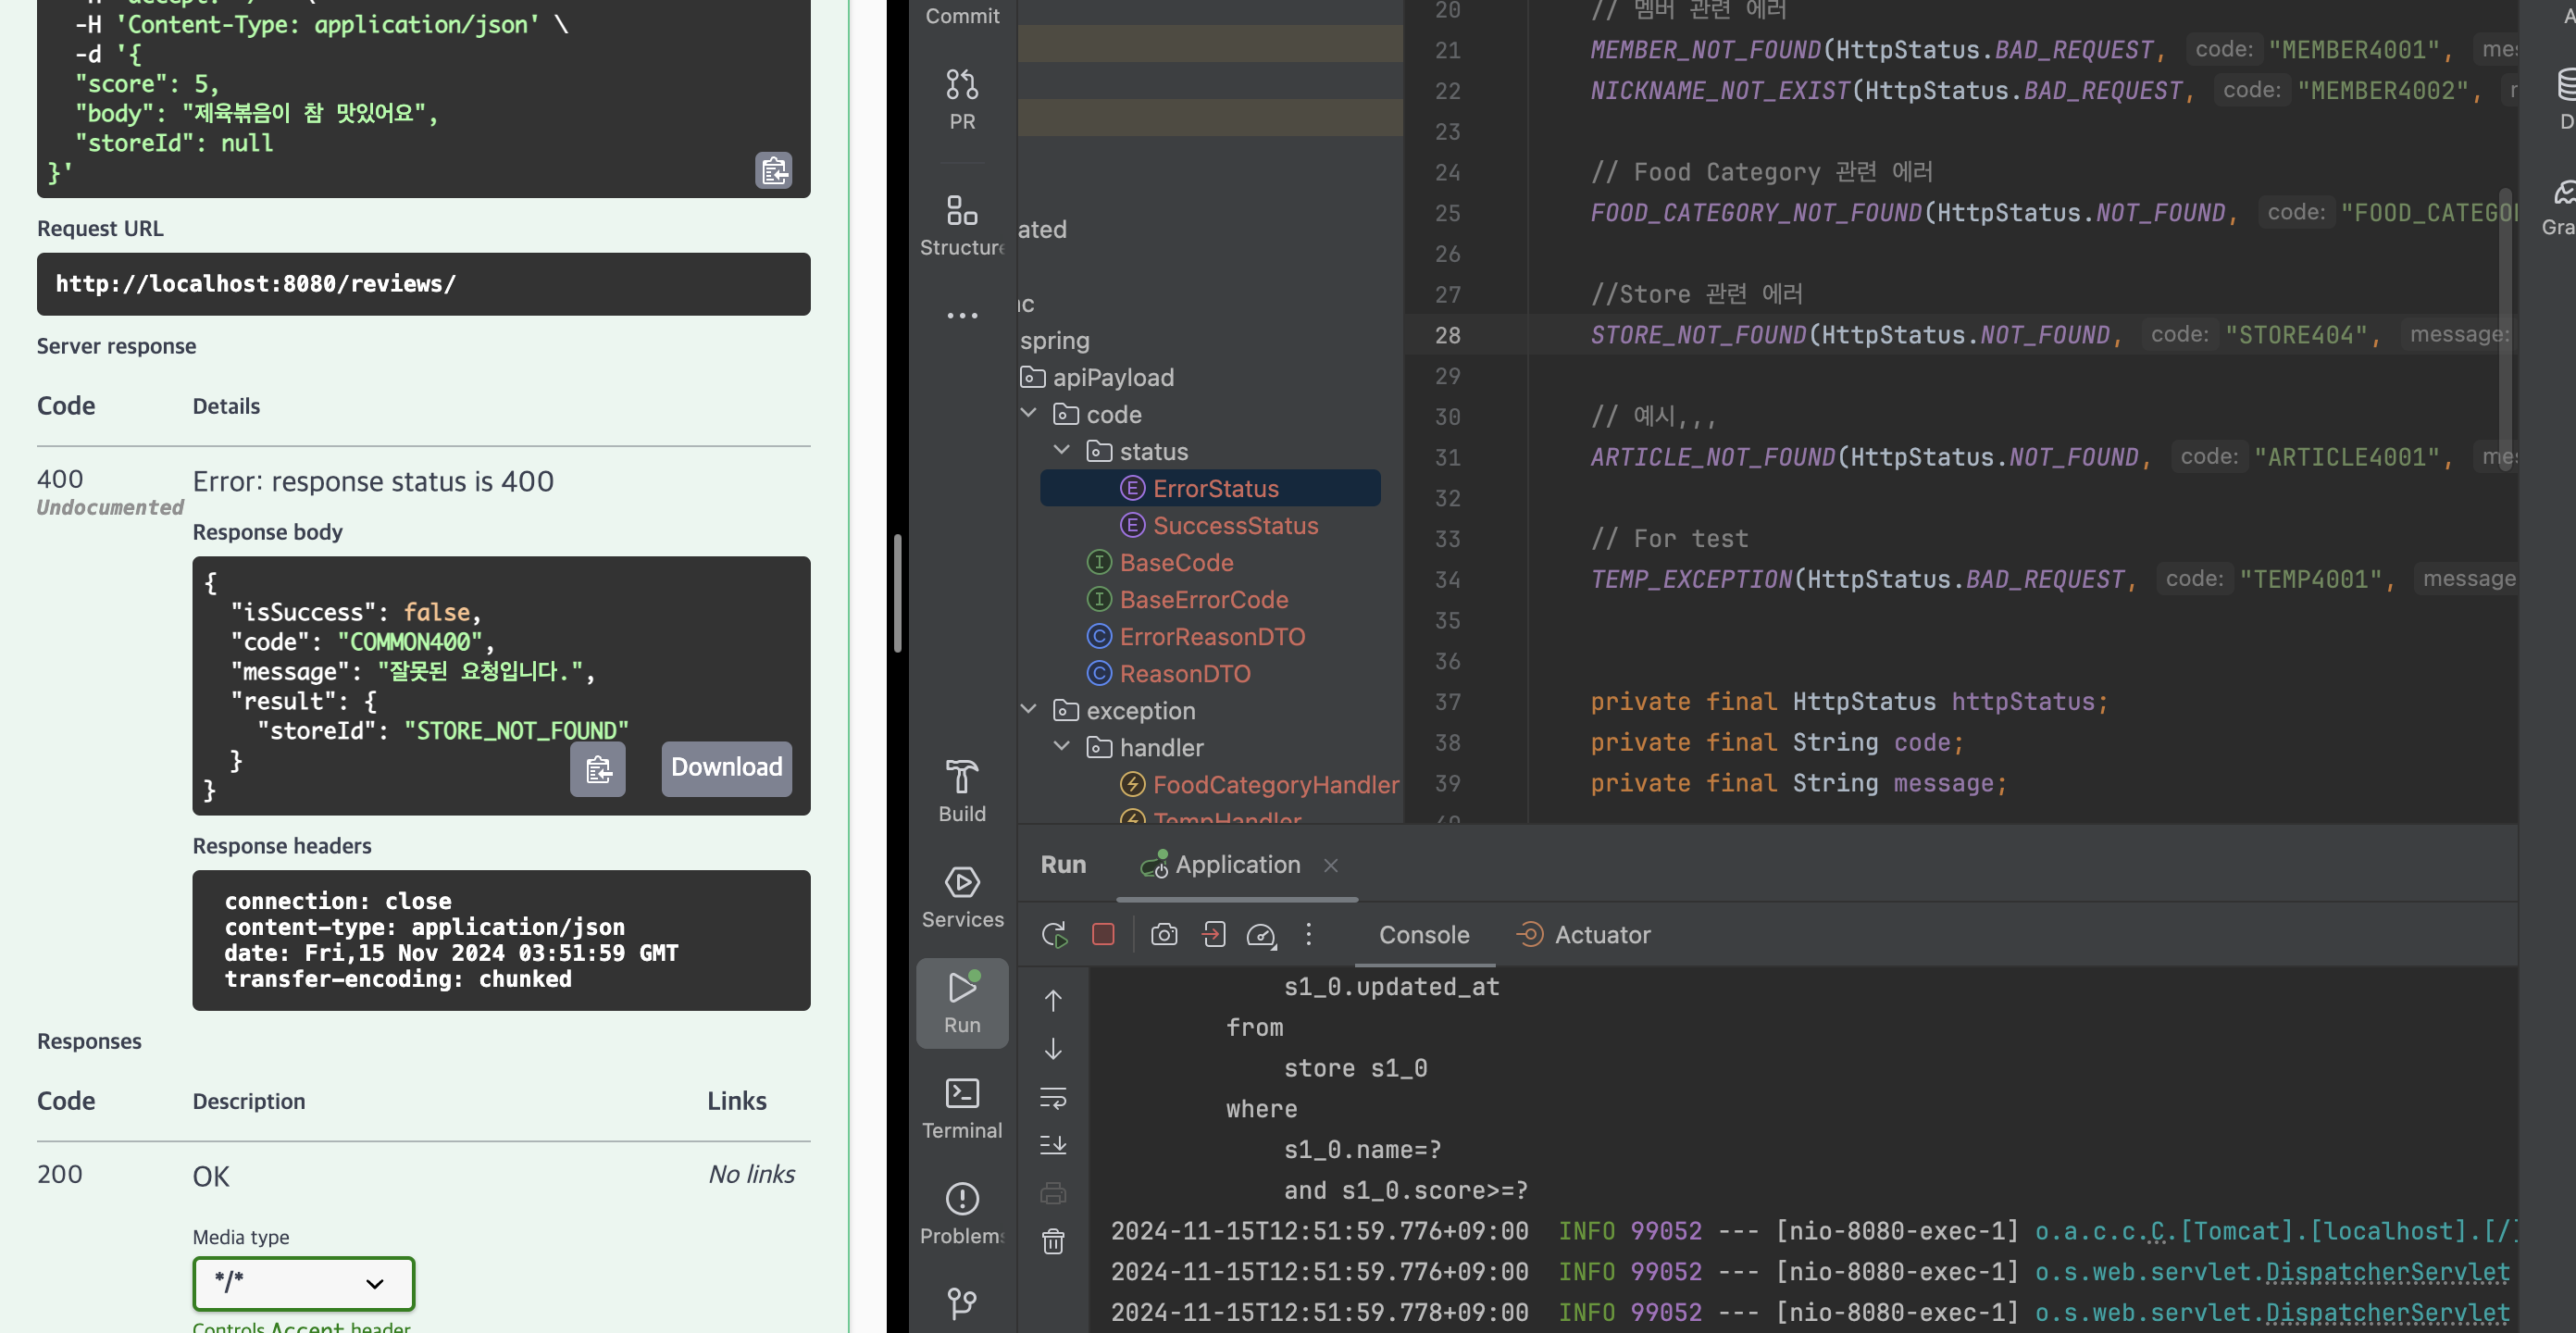 -H 'Content-Type: application/json' \
-d '{
"score": 5,
"body": "제육볶음이 참 맛있어요",
"storeId": null
}'
Request URL
http://localhost:8080/reviews/
Server response
Code Details
400
Undocumented
Error: response status is 400
Response body
{
"isSuccess": false,
"code": "COMMON400",
"message": "잘못된 요청입니다.",
"result": {
"storeId": "STORE_NOT_FOUND"
}
}
Download
Response headers
connection: close
content-type: application/json
date: Fri,15 Nov 2024 03:51:59 GMT
transfer-encoding: chunked
Responses
Code Description Links
200 OK No links
Media type
*/*
Controls Accept header
Commit
PR
Structure
Build
Services
Run
Terminal
Problems
ated
spring
apiPayload
code
status
ErrorStatus
SuccessStatus
BaseCode
BaseErrorCode
ErrorReasonDTO
ReasonDTO
exception
handler
FoodCategoryHandler
TempHandler
20 // 멤버 관련 에러
21 MEMBER_NOT_FOUND(HttpStatus.BAD_REQUEST, code: "MEMBER4001", mes
22 NICKNAME_NOT_EXIST(HttpStatus.BAD_REQUEST, code: "MEMBER4002",
23
24 // Food Category 관련 에러
25 FOOD_CATEGORY_NOT_FOUND(HttpStatus.NOT_FOUND, code: "FOOD_CATEGO
26
27 //Store 관련 에러
28 STORE_NOT_FOUND(HttpStatus.NOT_FOUND, code: "STORE404", message:
29
30 // 예시,,,
31 ARTICLE_NOT_FOUND(HttpStatus.NOT_FOUND, code: "ARTICLE4001", mes
32
33 // For test
34 TEMP_EXCEPTION(HttpStatus.BAD_REQUEST, code: "TEMP4001", message
35
36
37 private final HttpStatus httpStatus;
38 private final String code;
39 private final String message;
Run Application
Console Actuator
s1_0.updated_at
from
store s1_0
where
s1_0.name=?
and s1_0.score>=?
2024-11-15T12:51:59.776+09:00 INFO 99052 --- [nio-8080-exec-1] o.a.c.c.C.[Tomcat].[localhost].[/]
2024-11-15T12:51:59.776+09:00 INFO 99052 --- [nio-8080-exec-1] o.s.web.servlet.DispatcherServlet
2024-11-15T12:51:59.778+09:00 INFO 99052 --- [nio-8080-exec-1] o.s.web.servlet.DispatcherServlet
Gra